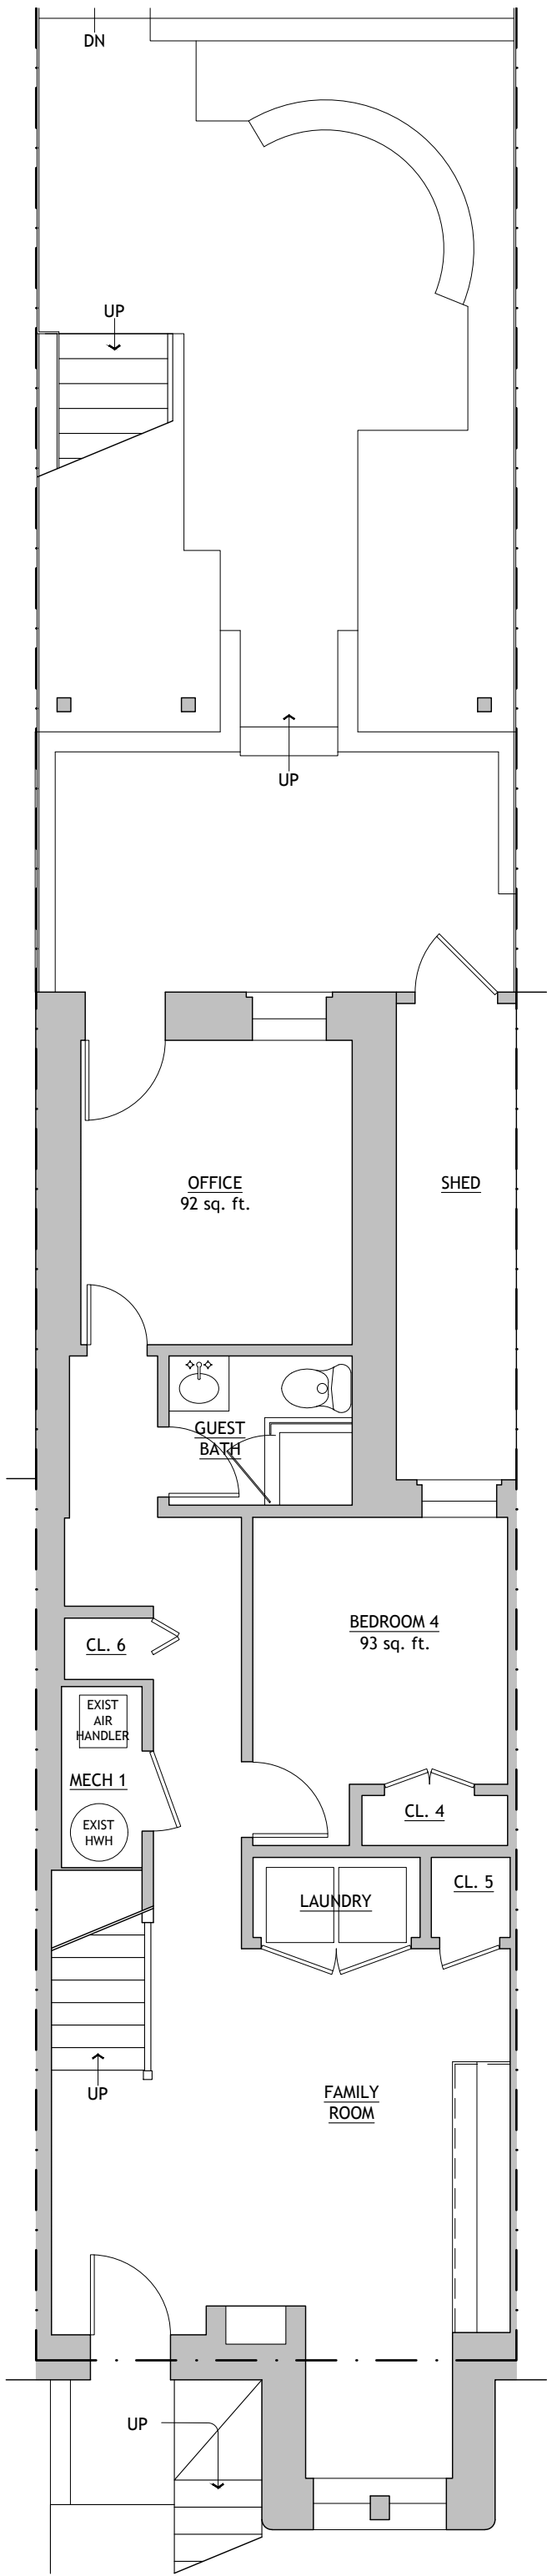 DN
UP
UP
OFFICE
92 sq. ft.
SHED
GUEST
BATH
BEDROOM 4
93 sq. ft.
CL. 6
EXIST
AIR
HANDLER
MECH 1
EXIST
HWH
CL. 4
LAUNDRY
CL. 5
UP
FAMILY
ROOM
UP